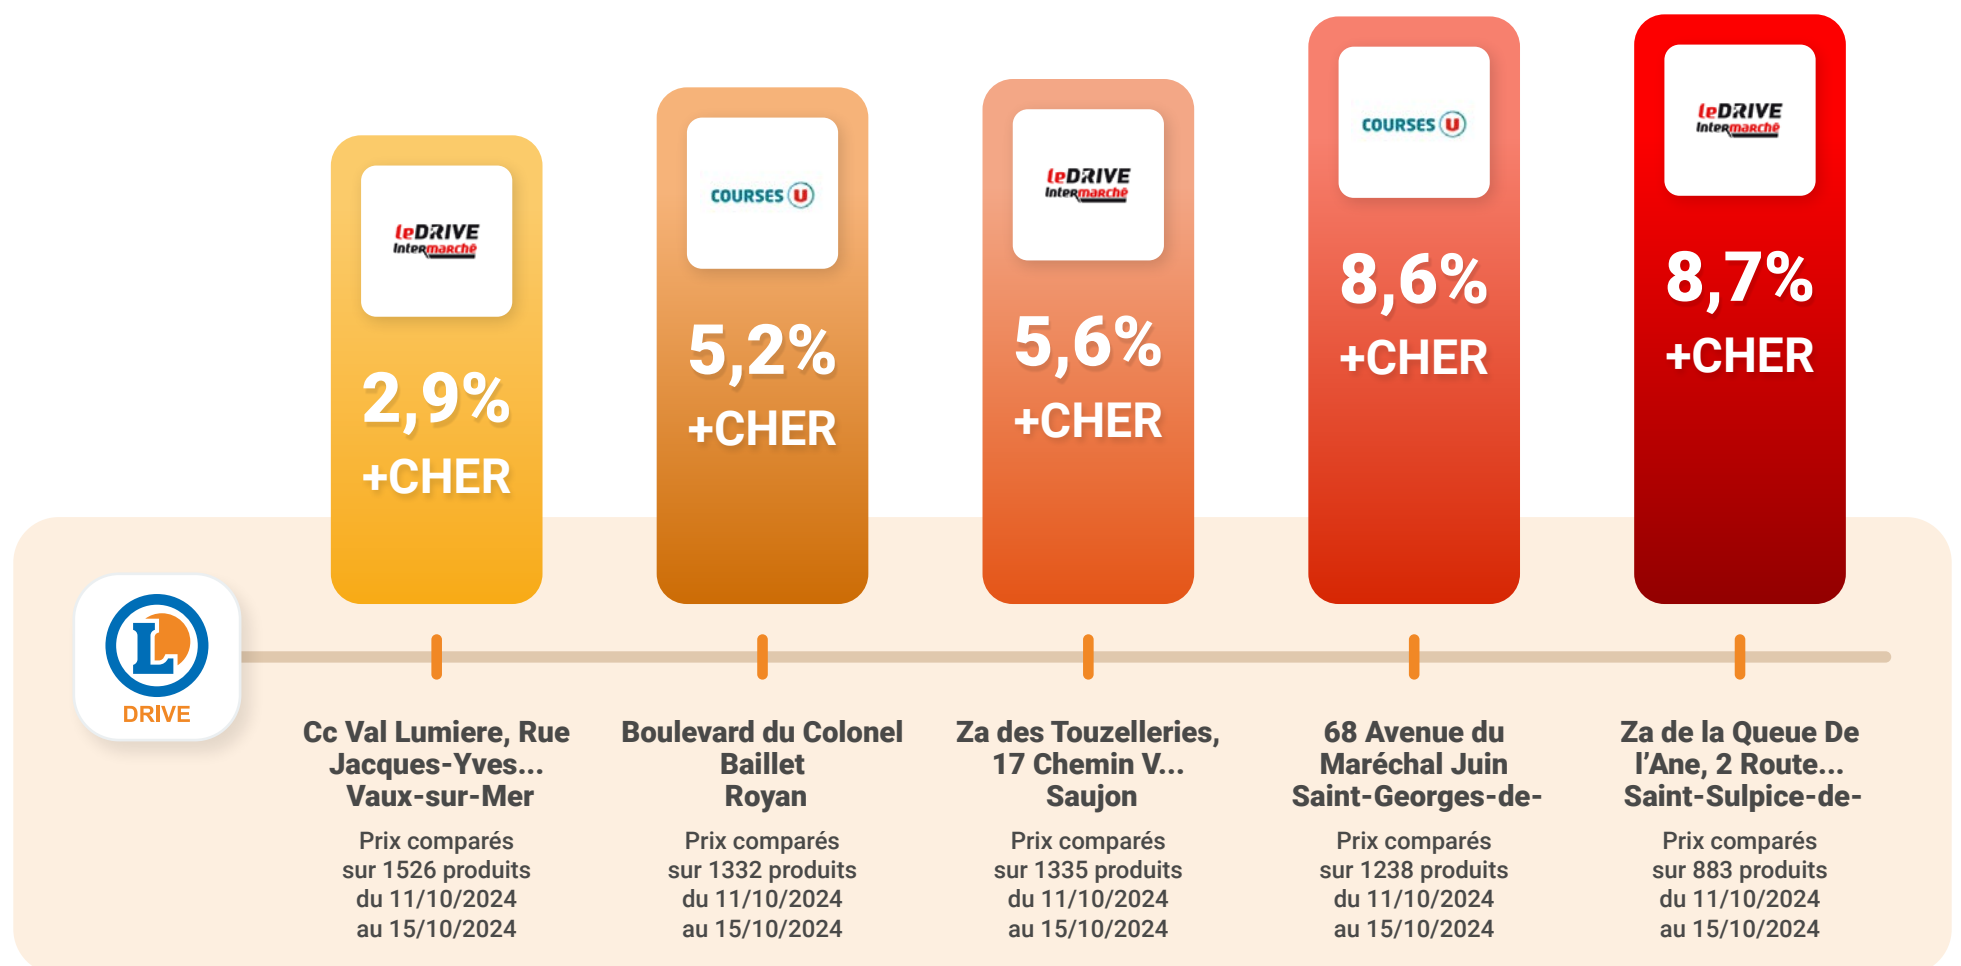 leDRIVE
Intermarché
2,9%
+CHER
COURSES U
5,2%
+CHER
leDRIVE
Intermarché
5,6%
+CHER
COURSES U
8,6%
+CHER
leDRIVE
Intermarché
8,7%
+CHER
L
DRIVE
Cc Val Lumiere, Rue
Jacques-Yves...
Vaux-sur-Mer
Prix comparés
sur 1526 produits
du 11/10/2024
au 15/10/2024
Boulevard du Colonel
Baillet
Royan
Prix comparés
sur 1332 produits
du 11/10/2024
au 15/10/2024
Za des Touzelleries,
17 Chemin V...
Saujon
Prix comparés
sur 1335 produits
du 11/10/2024
au 15/10/2024
68 Avenue du
Maréchal Juin
Saint-Georges-de-
Prix comparés
sur 1238 produits
du 11/10/2024
au 15/10/2024
Za de la Queue De
l'Ane, 2 Route...
Saint-Sulpice-de-
Prix comparés
sur 883 produits
du 11/10/2024
au 15/10/2024